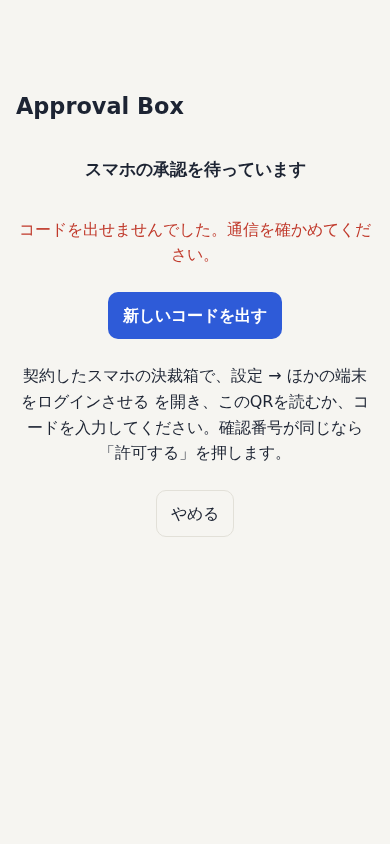 Approval Box
スマホの承認を待っています
コードを出せませんでした。通信を確かめてくだ
さい。
新しいコードを出す
契約したスマホの決裁箱で、設定 → ほかの端末
をログインさせる を開き、このQRを読むか、コ
ードを入力してください。確認番号が同じなら
「許可する」を押します。
やめる